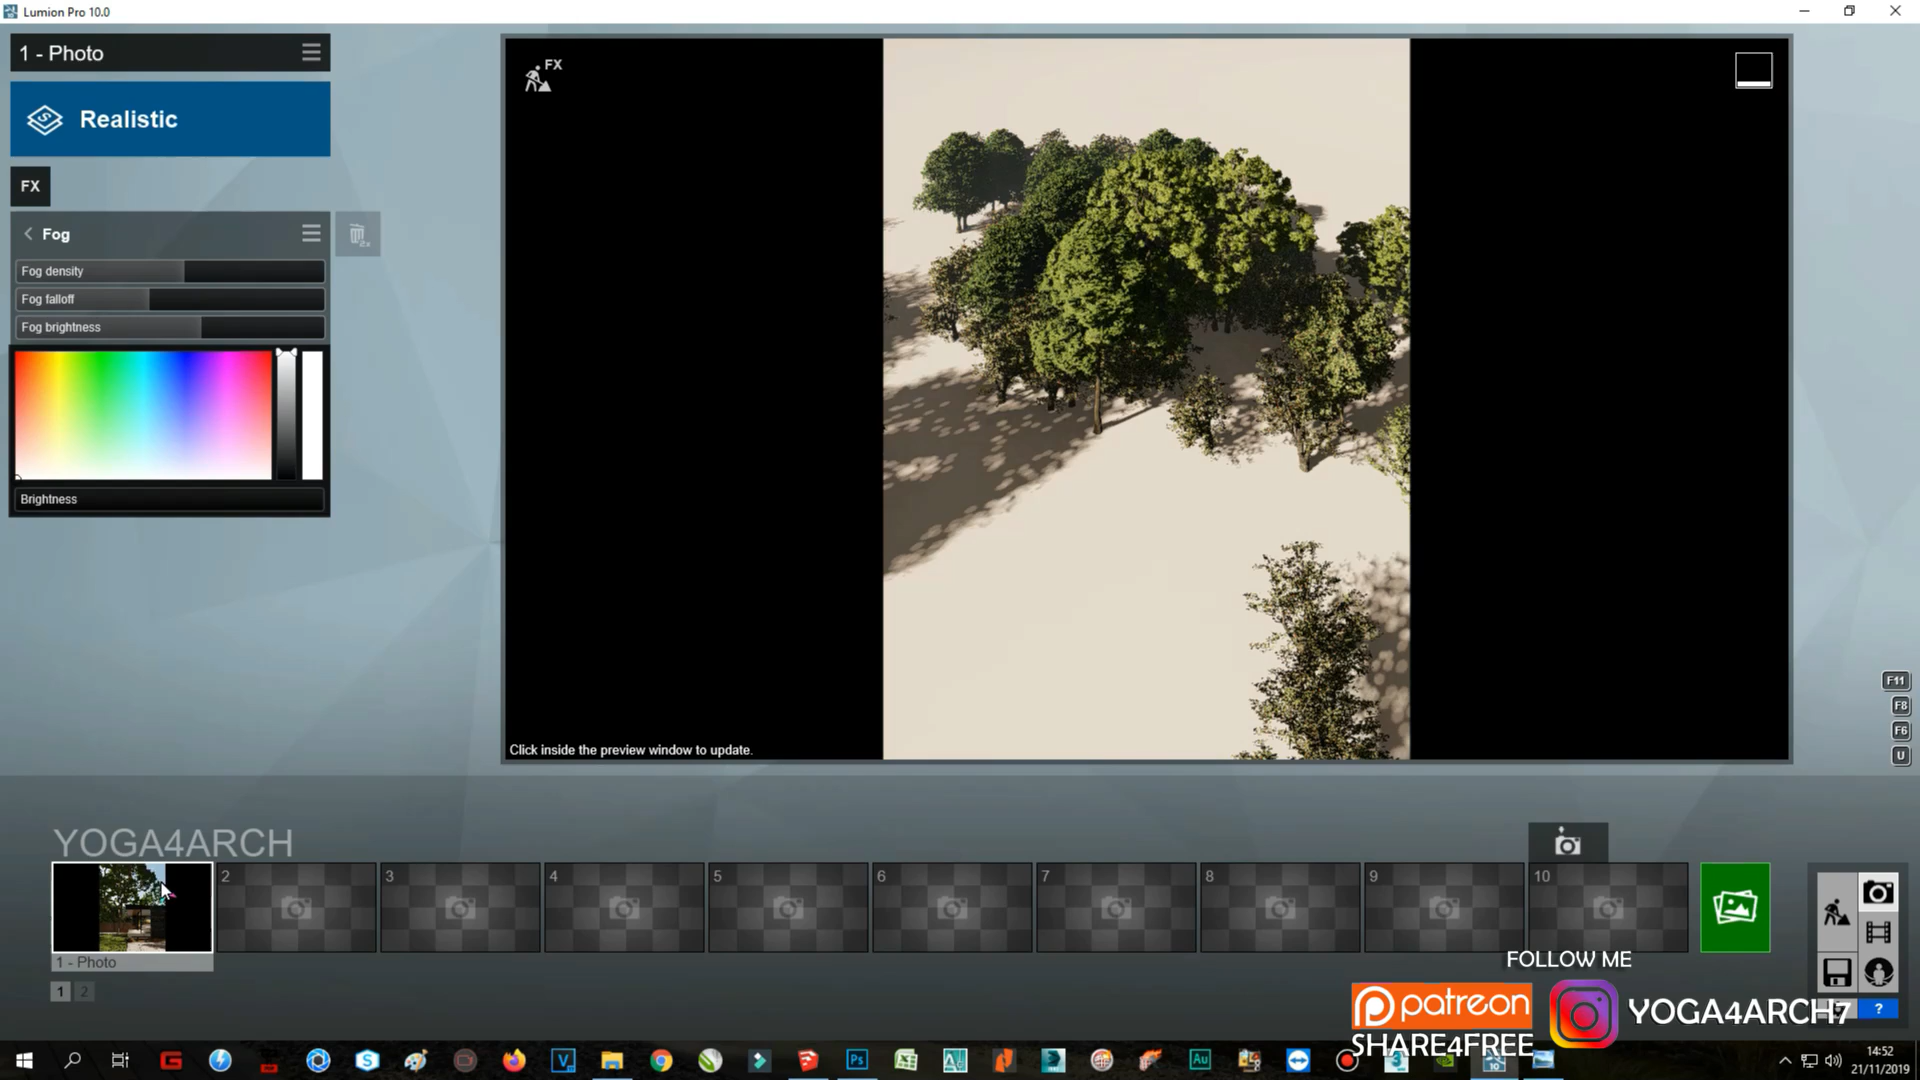 Lumion Pro 10.0
1 - Photo
Realistic
FX
Fog
Fog density
Fog falloff
Fog brightness
Brightness
FX
Click inside the preview window to update.
F11
F8
F6
U
YOGA4ARCH
2
3
4
5
6
7
8
9
10
1 - Photo
1 2
FOLLOW ME
patreon
SHARE4FREE
YOGA4ARCH7
?
14:52
21/11/2019